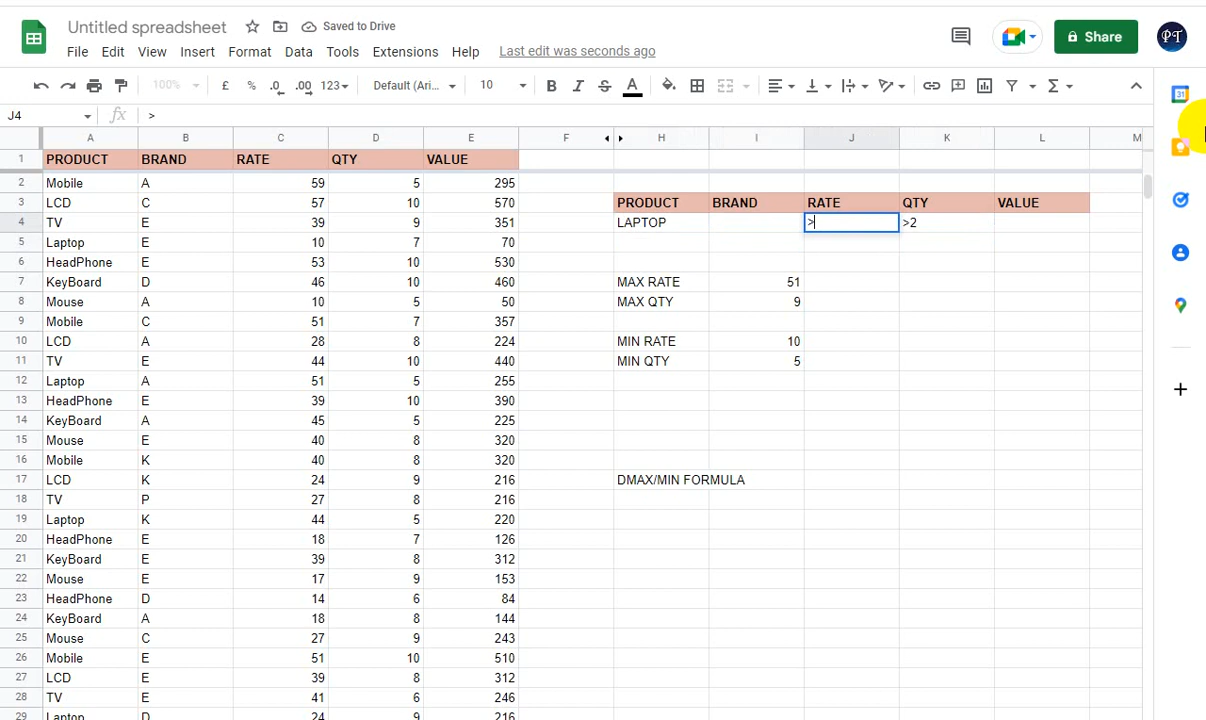 Untitled spreadsheet Saved to Drive
File Edit View Insert Format Data Tools Extensions Help Last edit was seconds ago
Share
PT
100% £ % .0 .00 123 Default (Ari... 10 B I S A Σ
31
J4 fx >
A B C D E F H I J K L M
1 PRODUCT BRAND RATE QTY VALUE
2 Mobile A 59 5 295
3 LCD C 57 10 570 PRODUCT BRAND RATE QTY VALUE
4 TV E 39 9 351 LAPTOP > >2
5 Laptop E 10 7 70
6 HeadPhone E 53 10 530
7 KeyBoard D 46 10 460 MAX RATE 51
8 Mouse A 10 5 50 MAX QTY 9
9 Mobile C 51 7 357
10 LCD A 28 8 224 MIN RATE 10
11 TV E 44 10 440 MIN QTY 5
12 Laptop A 51 5 255
13 HeadPhone E 39 10 390
14 KeyBoard A 45 5 225
15 Mouse E 40 8 320
16 Mobile K 40 8 320
17 LCD K 24 9 216 DMAX/MIN FORMULA
18 TV P 27 8 216
19 Laptop K 44 5 220
20 HeadPhone E 18 7 126
21 KeyBoard E 39 8 312
22 Mouse E 17 9 153
23 HeadPhone D 14 6 84
24 KeyBoard A 18 8 144
25 Mouse C 27 9 243
26 Mobile E 51 10 510
27 LCD E 39 8 312
28 TV E 41 6 246
29 Laptop D 24 9 216